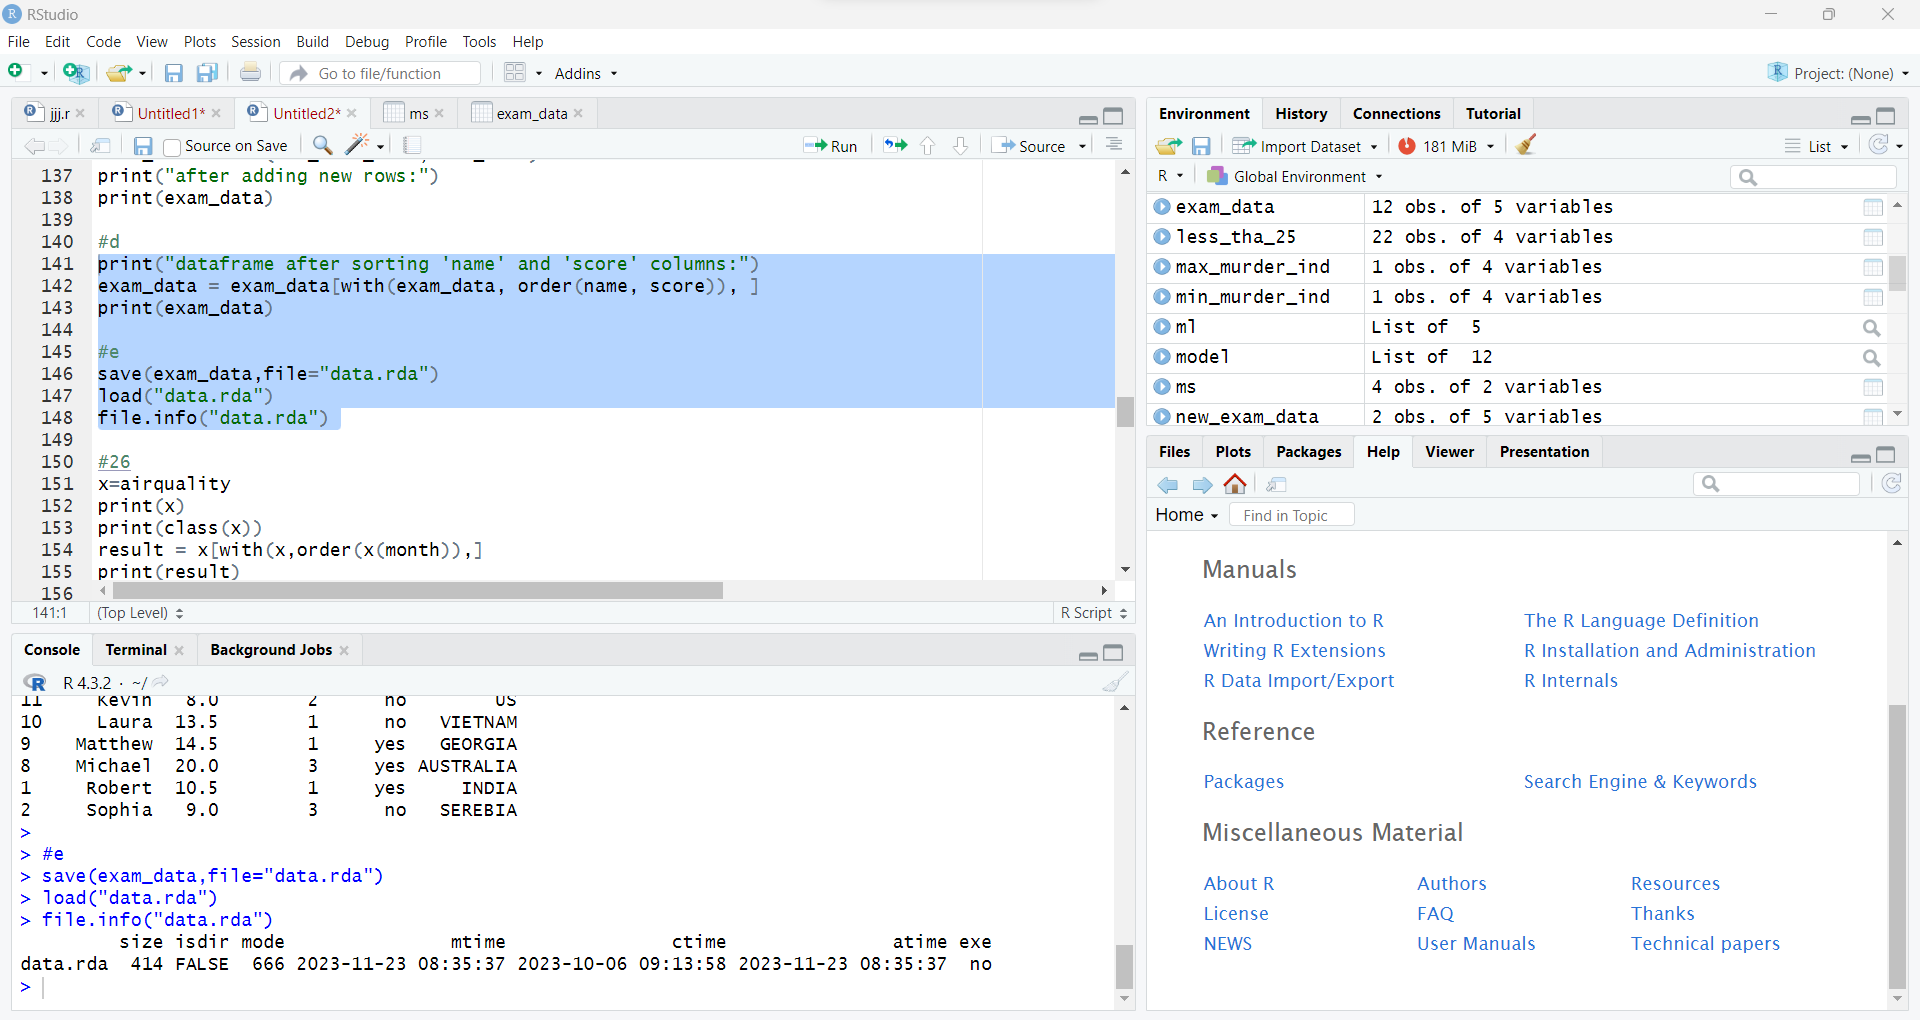 RStudio
File Edit Code View Plots Session Build Debug Profile Tools Help
Go to file/function Addins Project: (None)
jjj.r Untitled1* Untitled2* ms exam_data
Source on Save Run Source
137 print("after adding new rows:")
138 print(exam_data)
139
140 #d
141 print("dataframe after sorting 'name' and 'score' columns:")
142 exam_data = exam_data[with(exam_data, order(name, score)), ]
143 print(exam_data)
144
145 #e
146 save(exam_data,file="data.rda")
147 load("data.rda")
148 file.info("data.rda")
149
150 #26
151 x=airquality
152 print(x)
153 print(class(x))
154 result = x[with(x,order(x(month)),]
155 print(result)
156
141:1 (Top Level) R Script
Console Terminal Background Jobs
R 4.3.2 · ~/
11 Kevin 8.0 2 no US
10 Laura 13.5 1 no VIETNAM
9 Matthew 14.5 1 yes GEORGIA
8 Michael 20.0 3 yes AUSTRALIA
1 Robert 10.5 1 yes INDIA
2 Sophia 9.0 3 no SEREBIA
>
> #e
> save(exam_data,file="data.rda")
> load("data.rda")
> file.info("data.rda")
size isdir mode mtime ctime atime exe
data.rda 414 FALSE 666 2023-11-23 08:35:37 2023-10-06 09:13:58 2023-11-23 08:35:37 no
>
Environment History Connections Tutorial
Import Dataset 181 MiB List
R Global Environment
exam_data 12 obs. of 5 variables
less_tha_25 22 obs. of 4 variables
max_murder_ind 1 obs. of 4 variables
min_murder_ind 1 obs. of 4 variables
ml List of 5
model List of 12
ms 4 obs. of 2 variables
new_exam_data 2 obs. of 5 variables
Files Plots Packages Help Viewer Presentation
Home Find in Topic
Manuals
An Introduction to R The R Language Definition
Writing R Extensions R Installation and Administration
R Data Import/Export R Internals
Reference
Packages Search Engine & Keywords
Miscellaneous Material
About R Authors Resources
License FAQ Thanks
NEWS User Manuals Technical papers